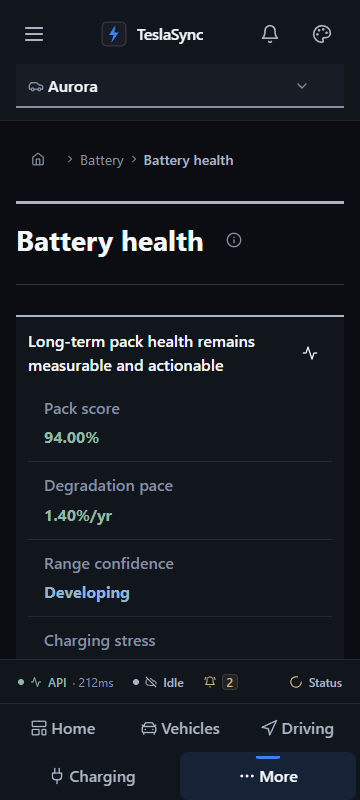 TeslaSync
Aurora
Battery
Battery health
Battery health
Long-term pack health remains
measurable and actionable
Pack score
94.00%
Degradation pace
1.40%/yr
Range confidence
Developing
Charging stress
API · 212ms
Idle
2
Status
Home
Vehicles
Driving
Charging
More